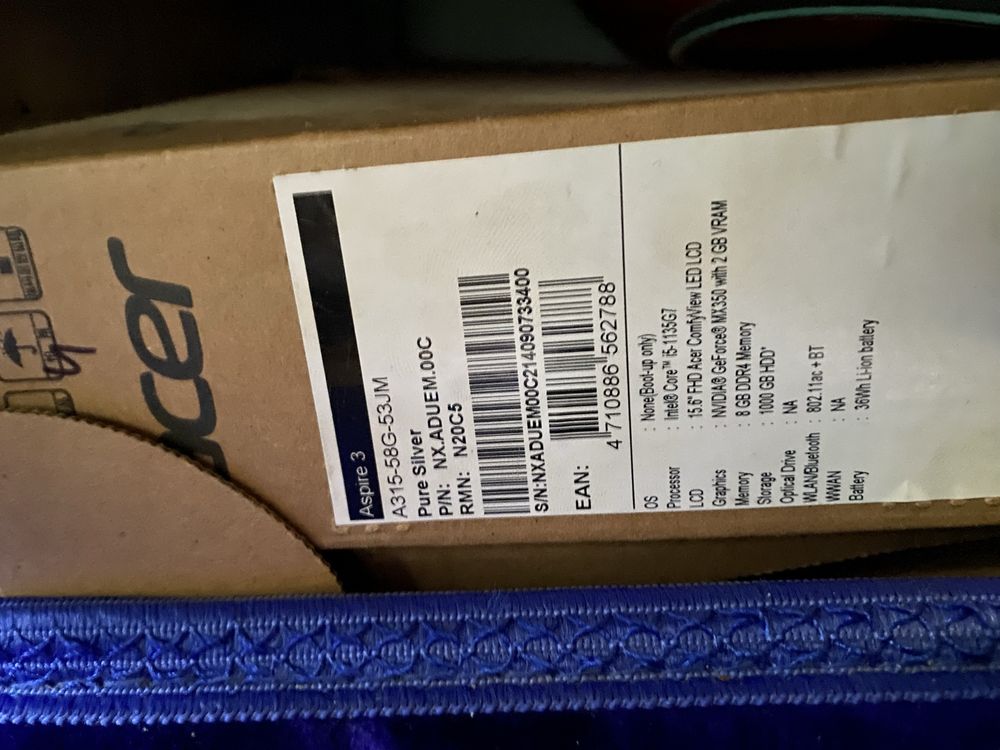 acer
Aspire 3
A315-58G-53JM
Pure Silver
P/N: NX.ADUEM.00C
RMN: N20C5
S/N:NXADUEM00C214090733400
EAN:
4 710886 562788
OS : None(Boot-up only)
Processor : Intel® Core™ i5-1135G7
LCD : 15.6" FHD Acer ComfyView LED LCD
Graphics : NVIDIA® GeForce® MX350 with 2 GB VRAM
Memory : 8 GB DDR4 Memory
Storage : 1000 GB HDD*
Optical Drive : NA
WLAN/Bluetooth : 802.11ac + BT
WWAN : NA
Battery : 36Wh Li-ion battery